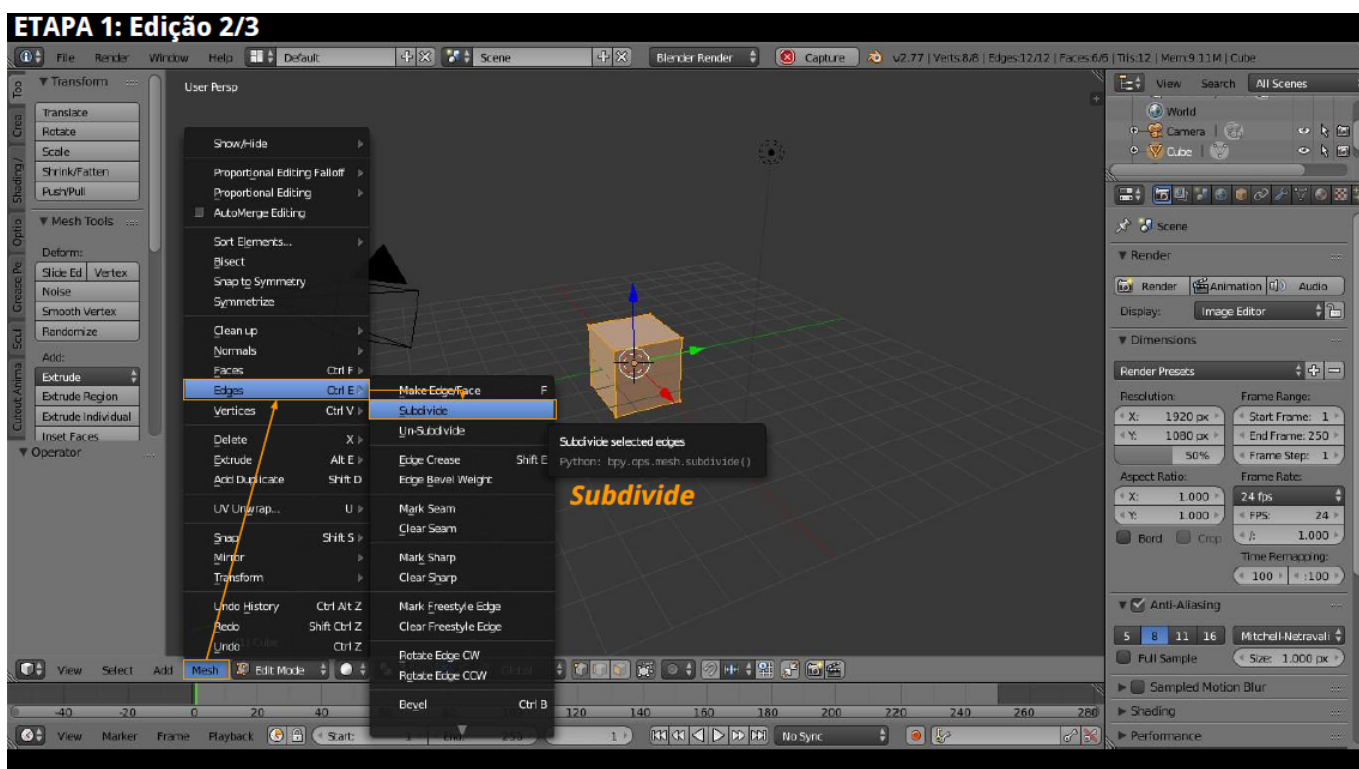 ETAPA 1: Edição 2/3
File Render Window Help Default Scene Blender Render Capture v2.77 | Verts:8/8 | Edges:12/12 | Faces:6/6 | Tris:12 | Mem:9.11M | Cube
Transform
Translate
Rotate
Scale
Shrink/Fatten
Push/Pull
Mesh Tools
Deform:
Slide Ed Vertex
Noise
Smooth Vertex
Randomize
Add:
Extrude
Extrude Region
Extrude Individual
Inset Faces
Operator
Too
Crea
Shading/
Optio
Grease Pe
Scul
Cutout Anima
User Persp
Show/Hide
Proportional Editing Falloff
Proportional Editing
AutoMerge Editing
Sort Elements...
Bisect
Snap to Symmetry
Symmetrize
Clean up
Normals
Faces Ctrl F
Edges Ctrl E
Vertices Ctrl V
Delete X
Extrude Alt E
Add Duplicate Shift D
UV Unwrap... U
Snap Shift S
Mirror
Transform
Undo History Ctrl Alt Z
Redo Shift Ctrl Z
Undo Ctrl Z
Make Edge/Face F
Subdivide
Un-Subdivide
Edge Crease Shift E
Edge Bevel Weight
Mark Seam
Clear Seam
Mark Sharp
Clear Sharp
Mark Freestyle Edge
Clear Freestyle Edge
Rotate Edge CW
Rotate Edge CCW
Bevel Ctrl B
Subdivide selected edges
Python: bpy.ops.mesh.subdivide()
Subdivide
View Search All Scenes
World
Camera
Cube
Scene
Render
Render Animation Audio
Display: Image Editor
Dimensions
Render Presets
Resolution: Frame Range:
X: 1920 px Start Frame: 1
Y: 1080 px End Frame: 250
50% Frame Step: 1
Aspect Ratio: Frame Rate:
X: 1.000 24 fps
Y: 1.000 FPS: 24
Bord Crop /: 1.000
Time Remapping:
100 :100
Anti-Aliasing
5 8 11 16 Mitchell-Netravali
Full Sample Size: 1.000 px
Sampled Motion Blur
Shading
Performance
View Select Add Mesh Edit Mode Global
-40 -20 0 20 40 120 140 160 180 200 220 240 260 280
View Marker Frame Playback Start: 1 End: 250 1 No Sync